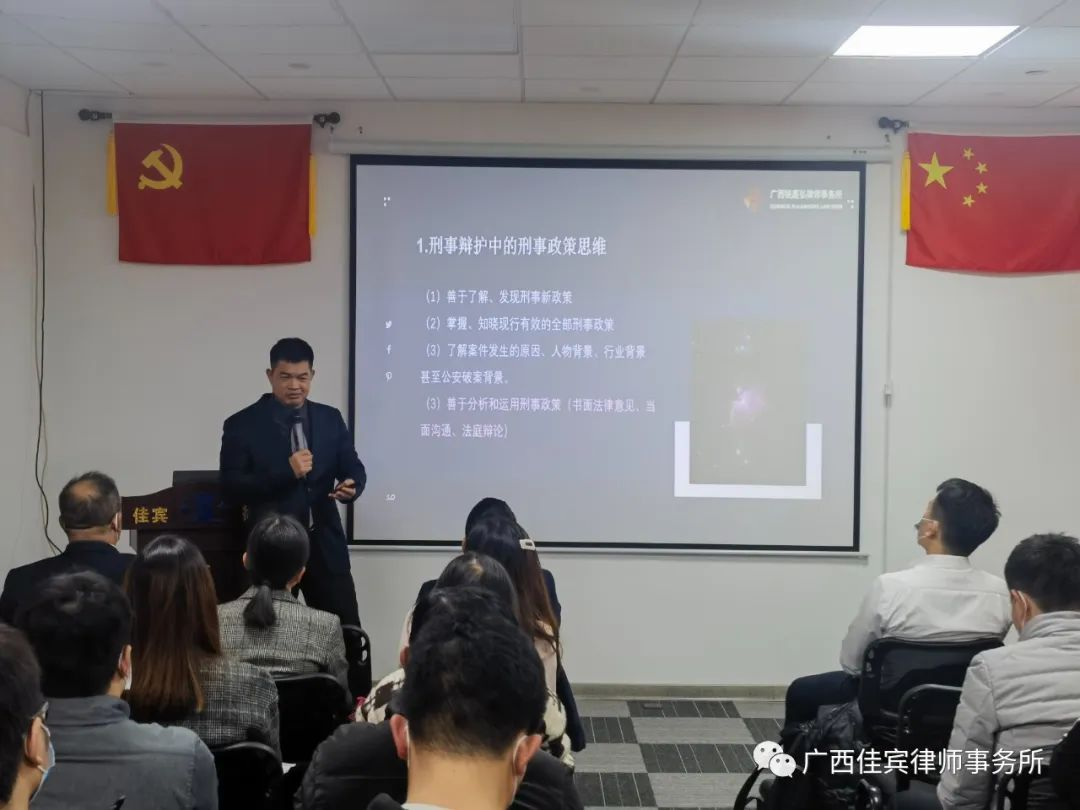 1.刑事辩护中的刑事政策思维
(1)善于了解、发现刑事新政策
(2)掌握、知晓现行有效的全部刑事政策
(3)了解案件发生的原因、人物背景、行业背景
甚至公安破案背景。
(3)善于分析和运用刑事政策(书面法律意见、当
面沟通、法庭辩论)
佳宾
广西佳宾律师事务所